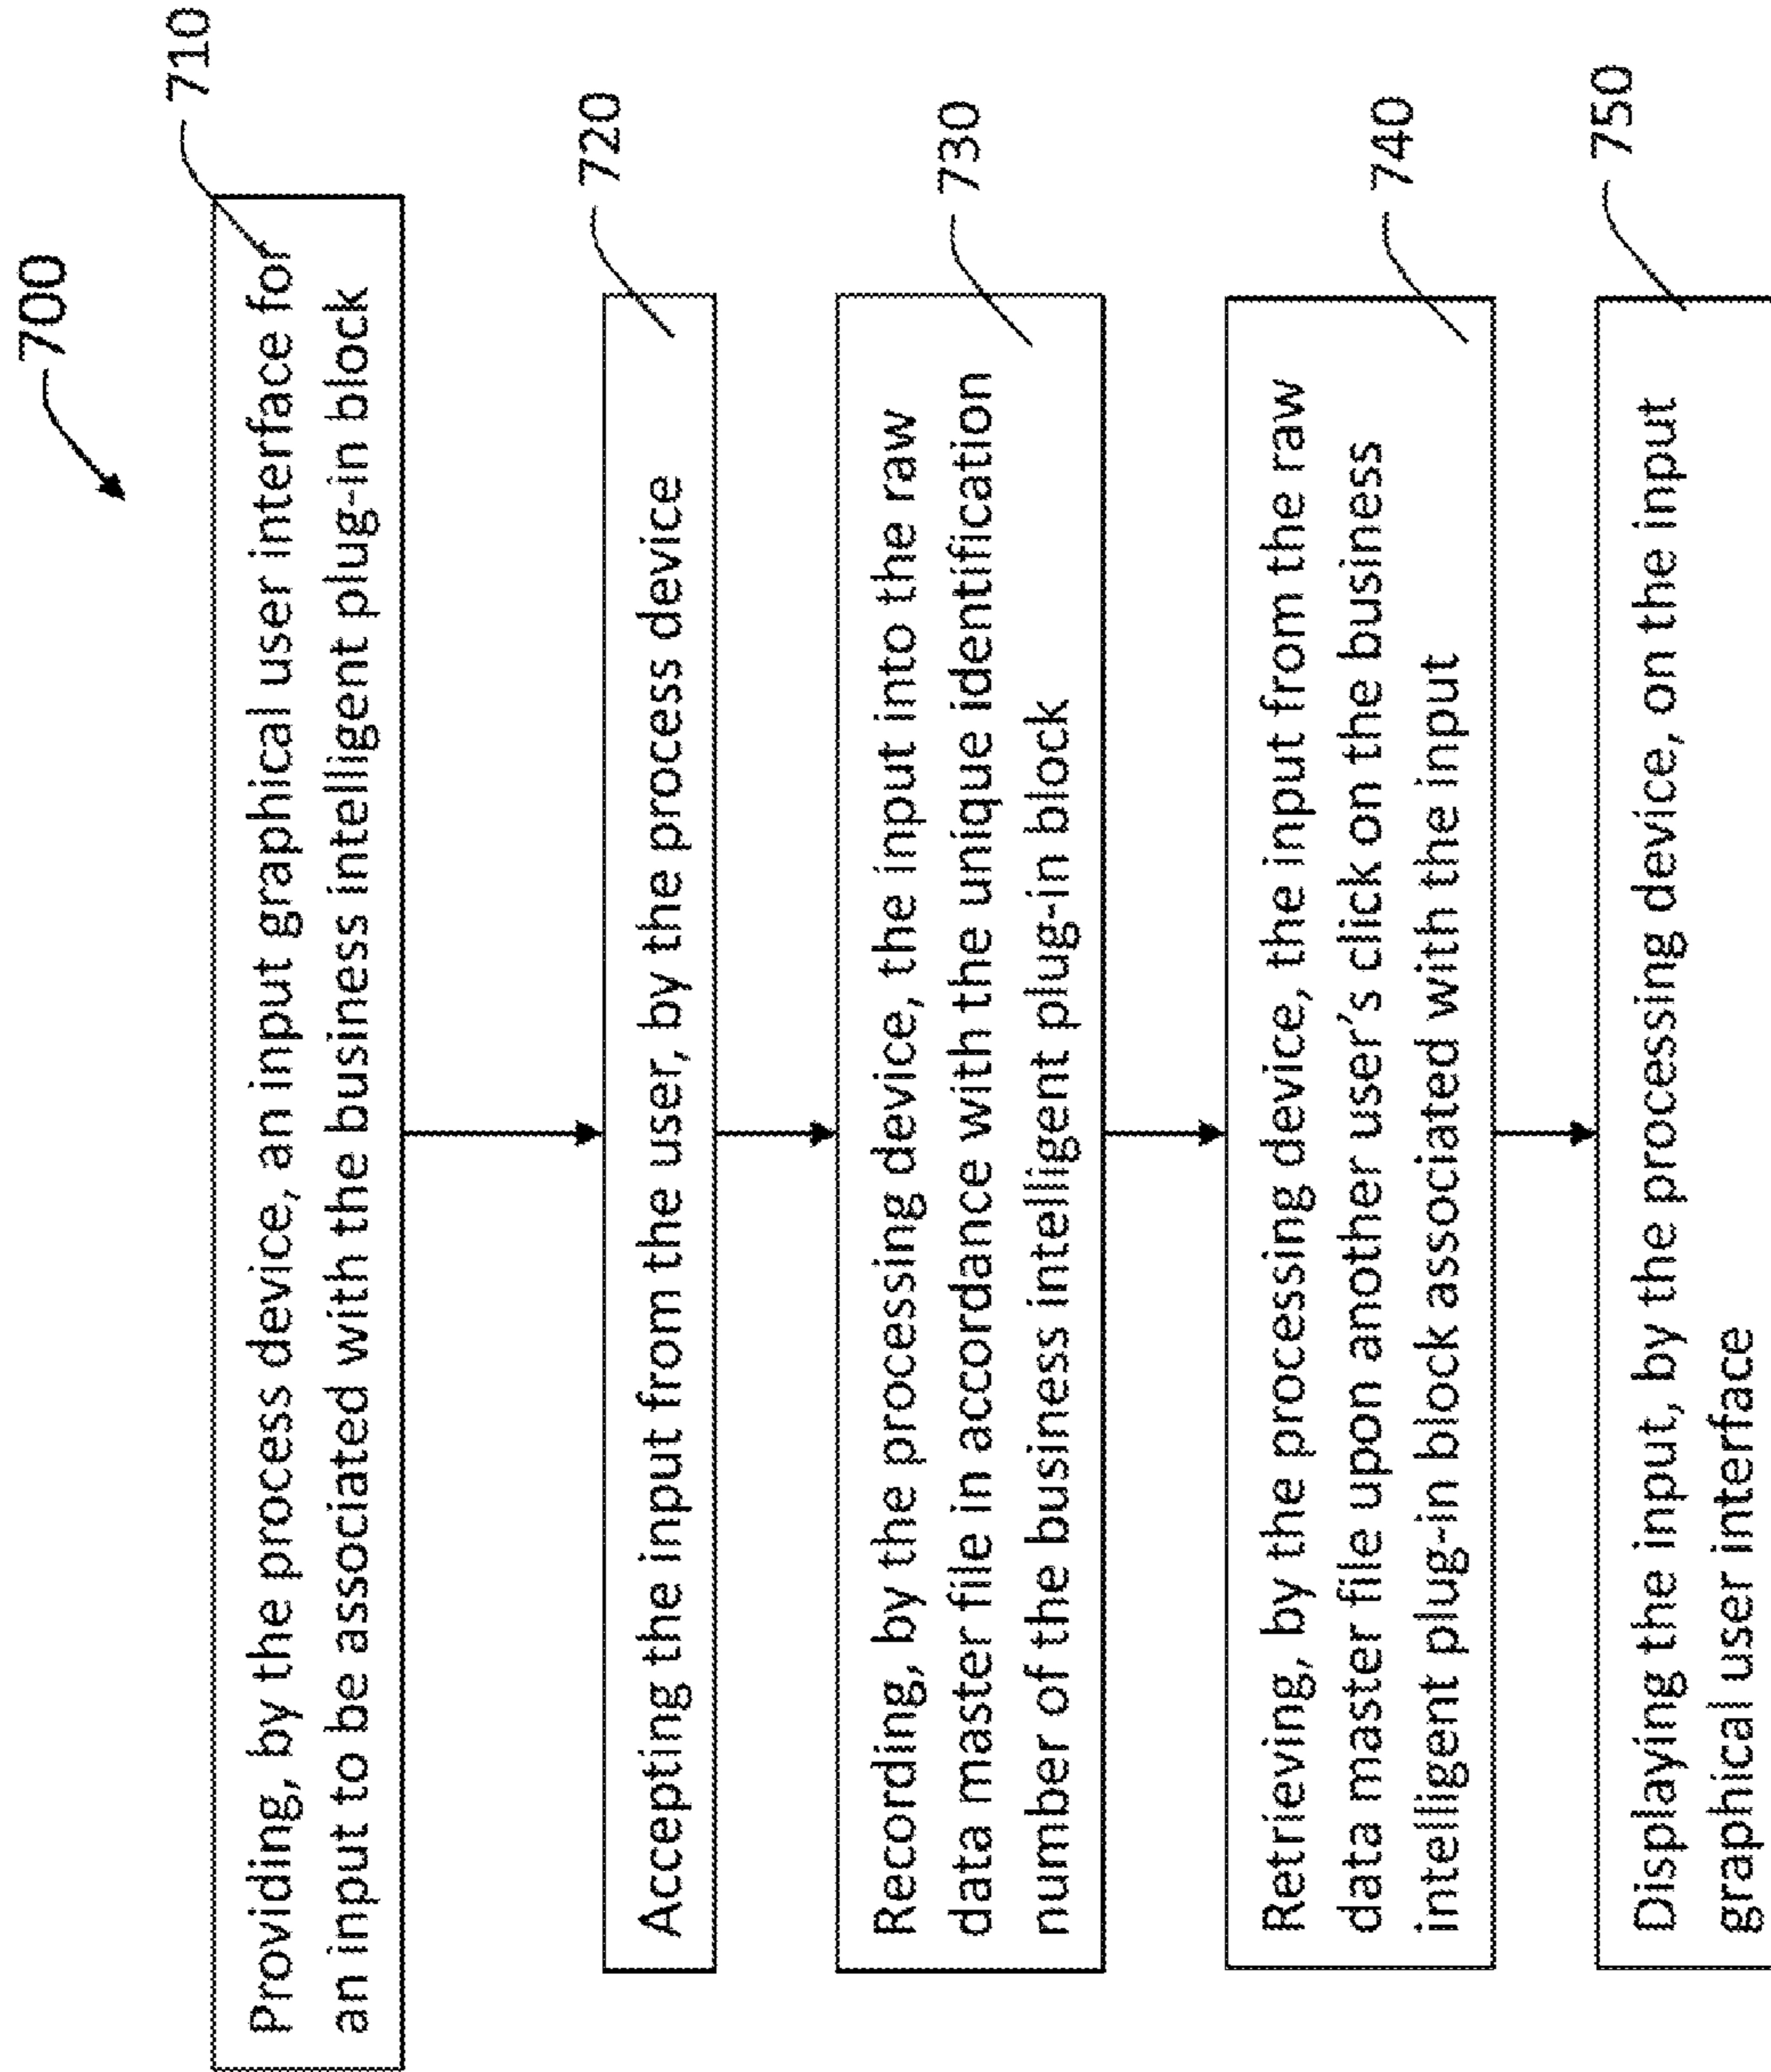 700
710
Providing, by the process device, an input graphical user interface for
an input to be associated with the business intelligent plug-in block
720
Accepting the input from the user, by the process device
730
Recording, by the processing device, the input into the raw
data master file in accordance with the unique identification
number of the business intelligent plug-in block
740
Retrieving, by the processing device, the input from the raw
data master file upon another user's click on the business
intelligent plug-in block associated with the input
750
Displaying the input, by the processing device, on the input
graphical user interface